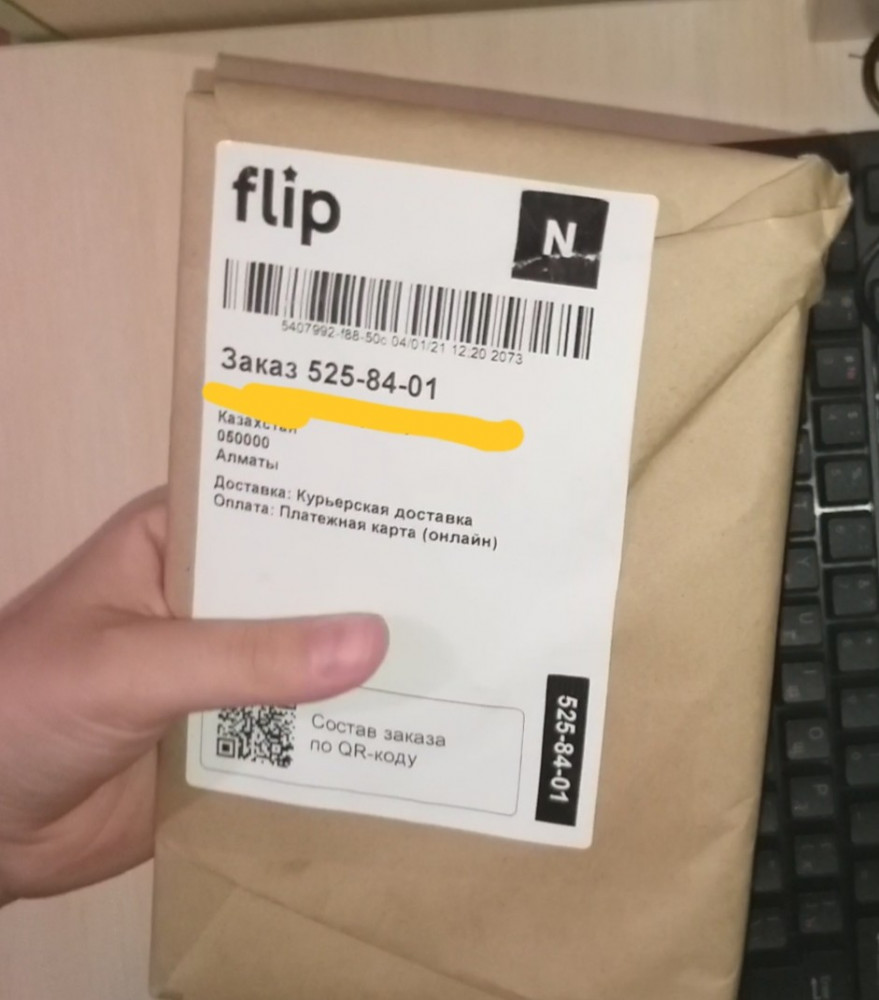 flip
N
5407992-f88-50c 04/01/21 12:20 2073
Заказ 525-84-01
Казахстан
050000
Алматы
Доставка: Курьерская доставка
Оплата: Платежная карта (онлайн)
Состав заказа
по QR-коду
525-84-01